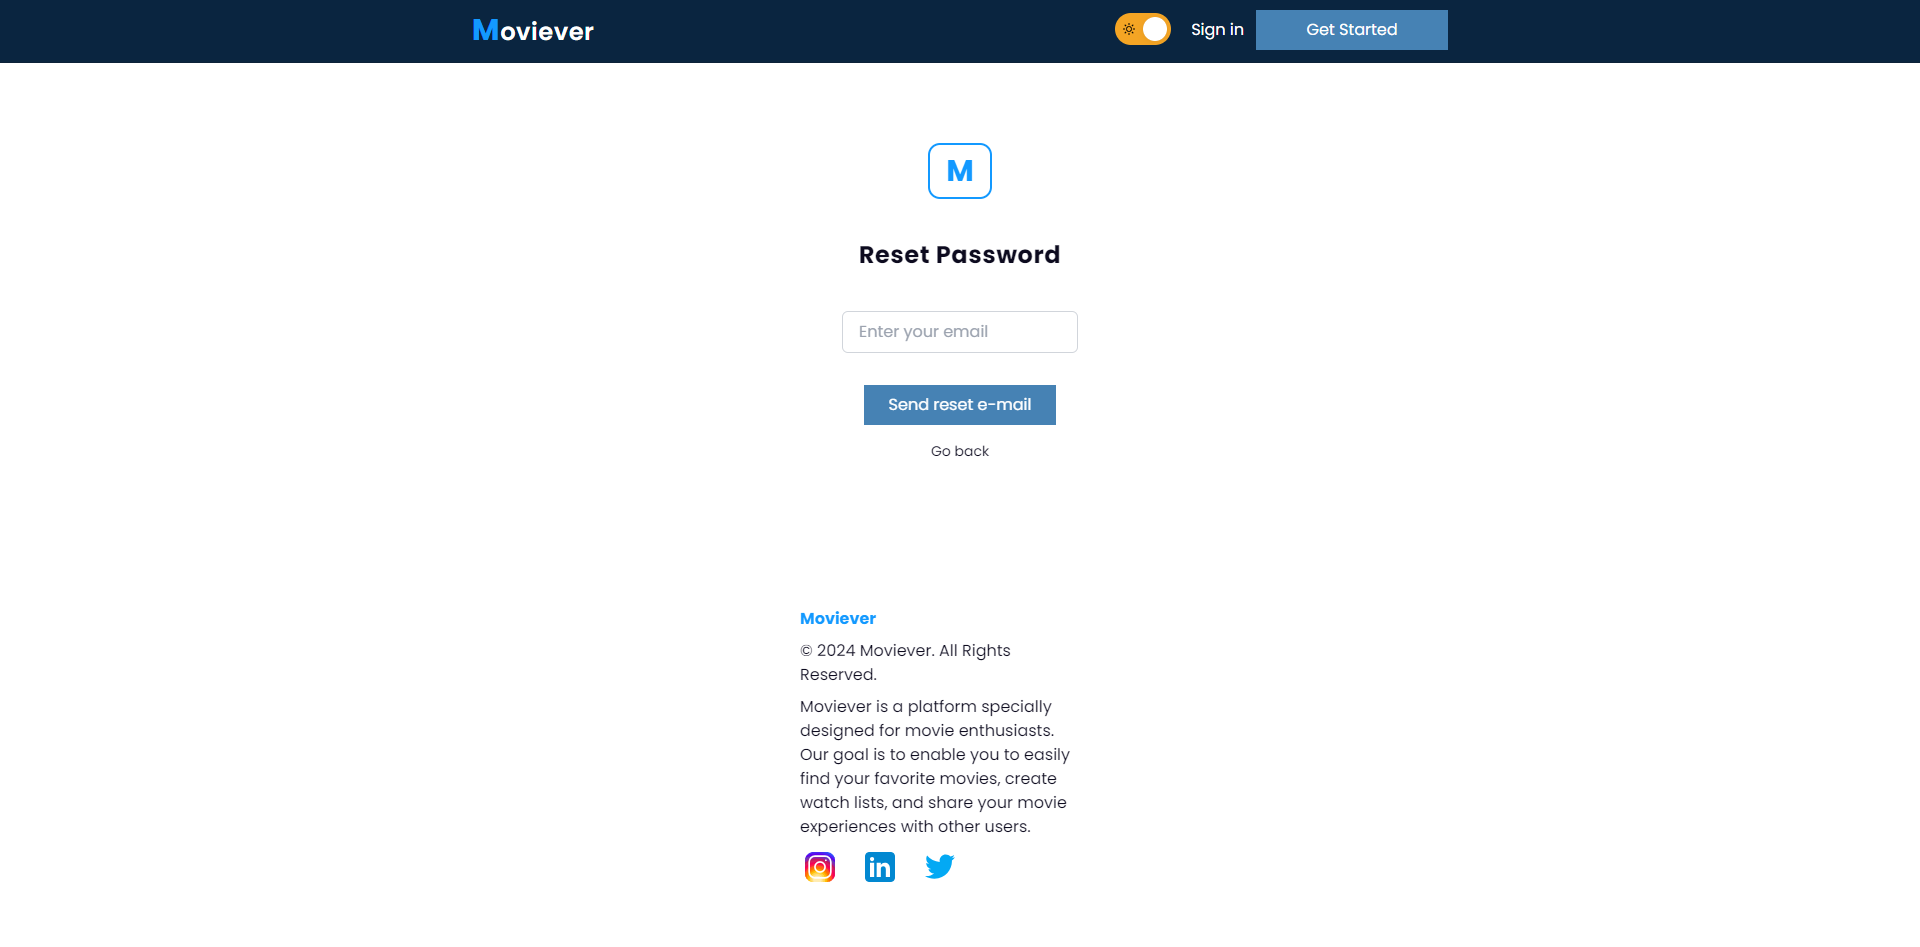 Moviever
Sign in
Get Started
M
Reset Password
Enter your email
Send reset e-mail
Go back
Moviever
© 2024 Moviever. All Rights
Reserved.
Moviever is a platform specially
designed for movie enthusiasts.
Our goal is to enable you to easily
find your favorite movies, create
watch lists, and share your movie
experiences with other users.
in